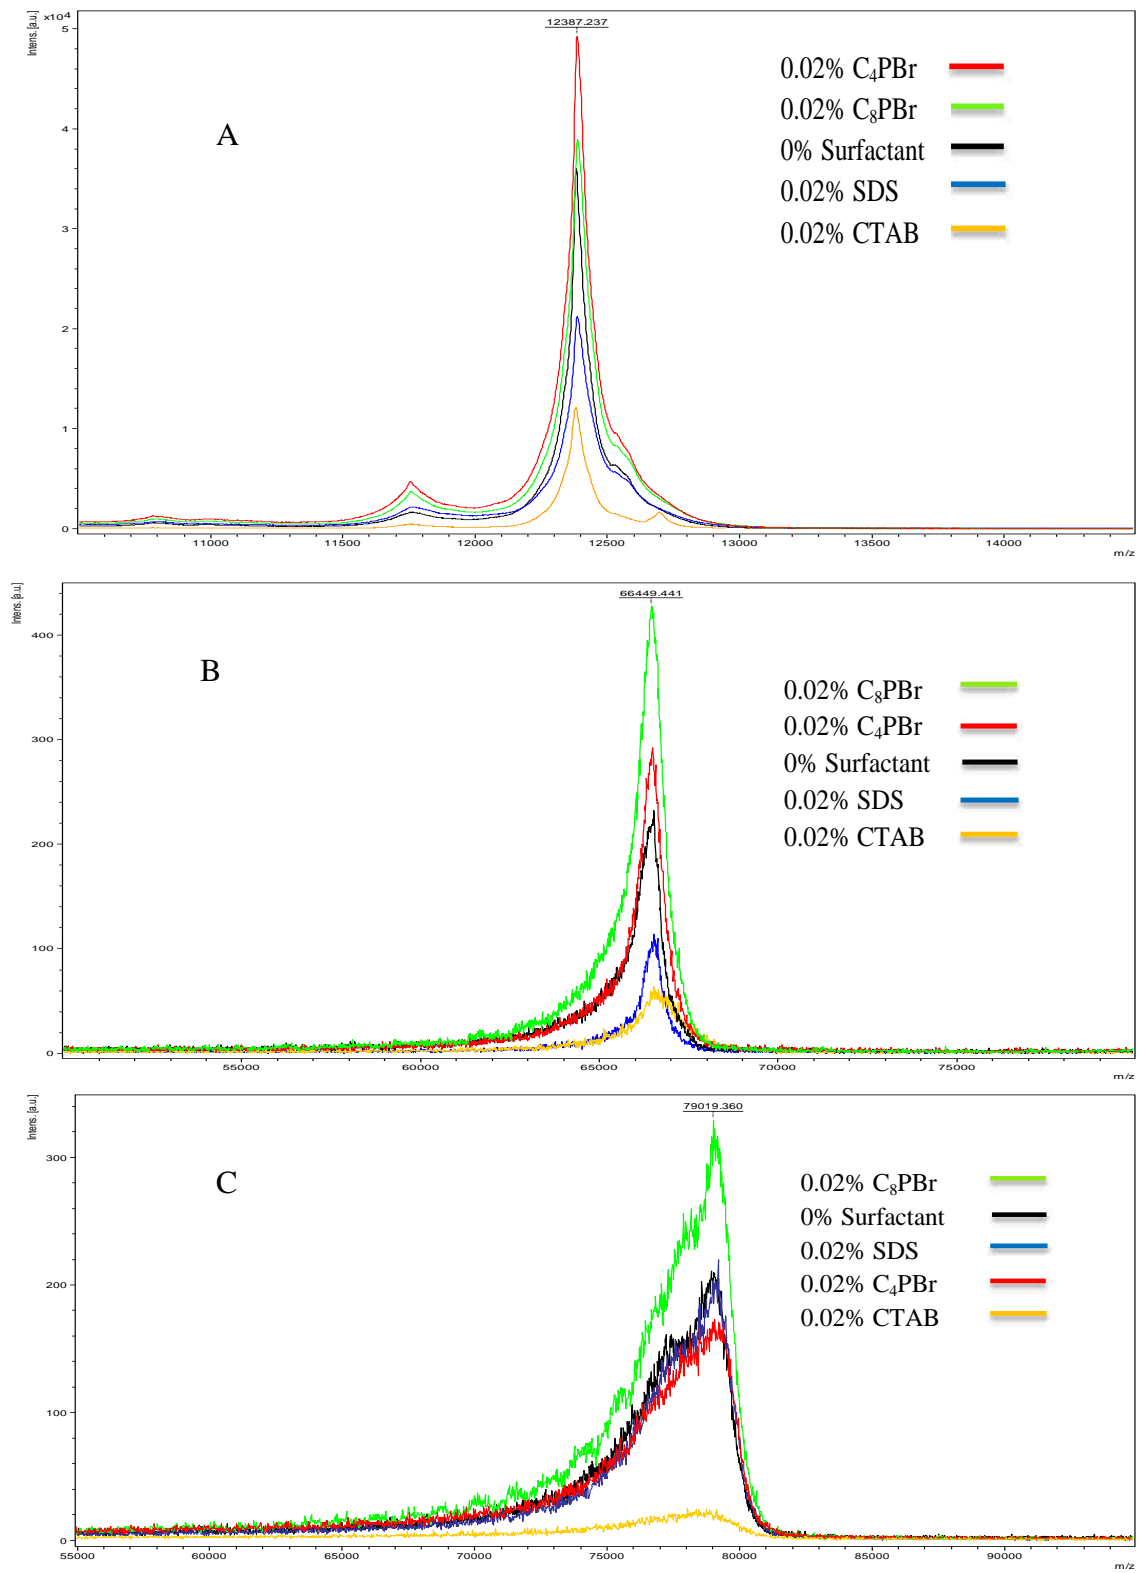 12387.237
Intens. [a.u.]
x10⁴
5
4
3
2
1
0
A
0.02% C₄PBr
0.02% C₈PBr
0% Surfactant
0.02% SDS
0.02% CTAB
11000 11500 12000 12500 13000 13500 14000
m/z
66449.441
Intens. [a.u.]
400
300
200
100
0
B
0.02% C₈PBr
0.02% C₄PBr
0% Surfactant
0.02% SDS
0.02% CTAB
55000 60000 65000 70000 75000
m/z
79019.360
Intens. [a.u.]
300
200
100
0
C
0.02% C₈PBr
0% Surfactant
0.02% SDS
0.02% C₄PBr
0.02% CTAB
55000 60000 65000 70000 75000 80000 85000 90000
m/z